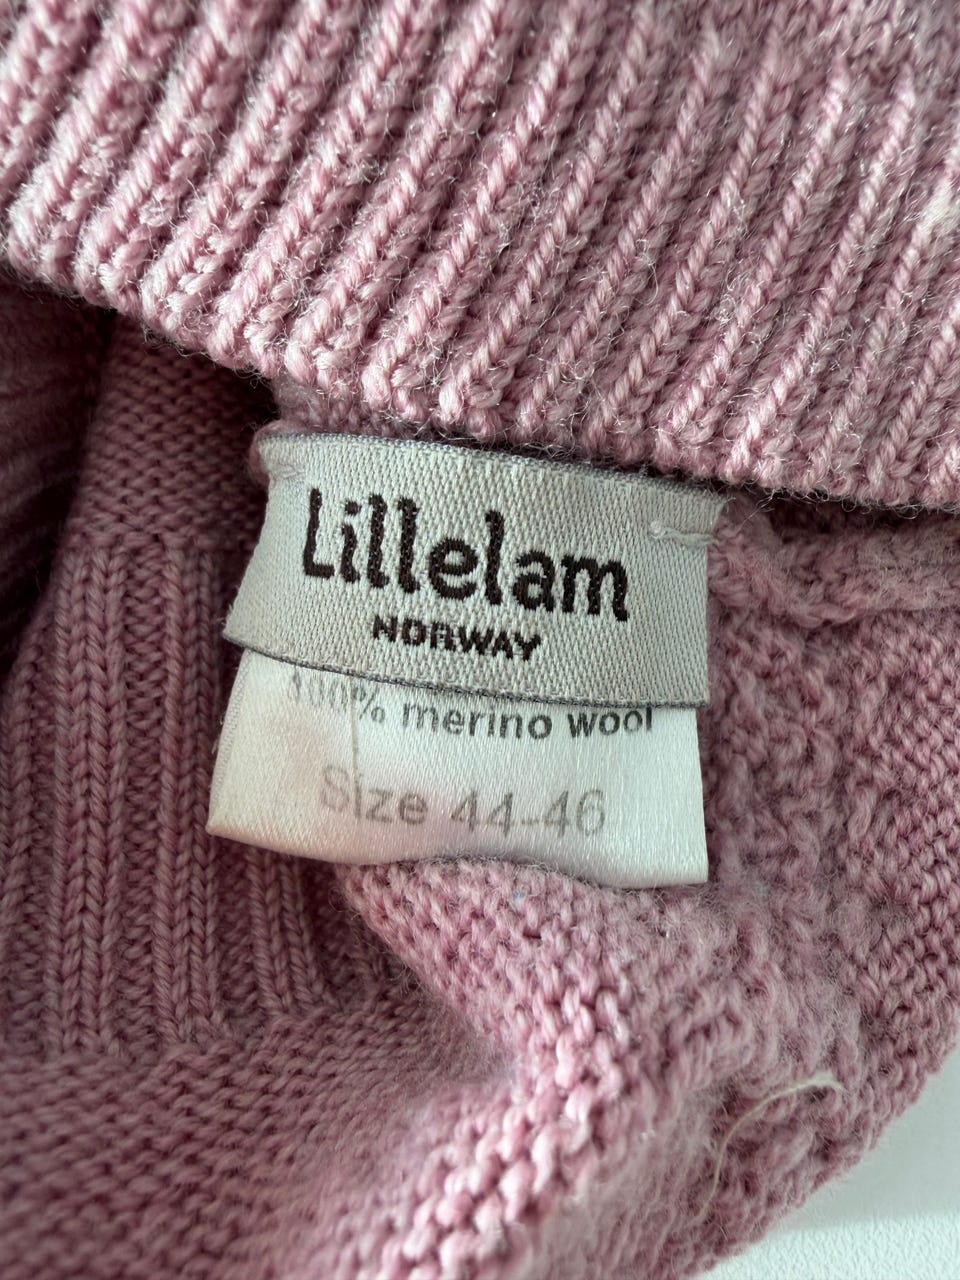 Lillelam
NORWAY
100% merino wool
Size 44-46